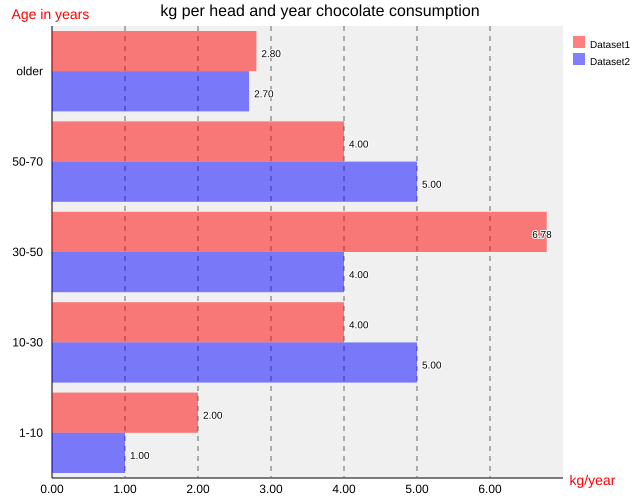 kg per head and year chocolate consumption
Age in years
Dataset1
Dataset2
older
2.80
2.70
50-70
4.00
5.00
30-50
6.78
4.00
10-30
4.00
5.00
1-10
2.00
1.00
0.00 1.00 2.00 3.00 4.00 5.00 6.00
kg/year